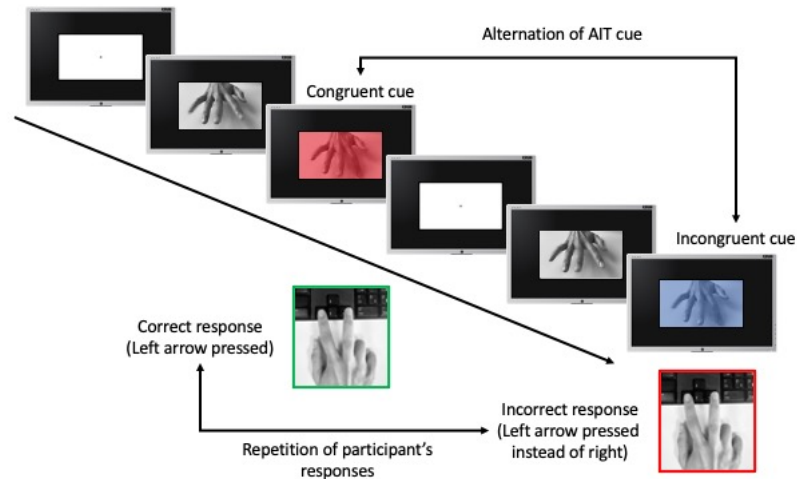 Alternation of AIT cue
Congruent cue
Incongruent cue
Correct response
(Left arrow pressed)
Incorrect response
(Left arrow pressed
instead of right)
Repetition of participant's
responses